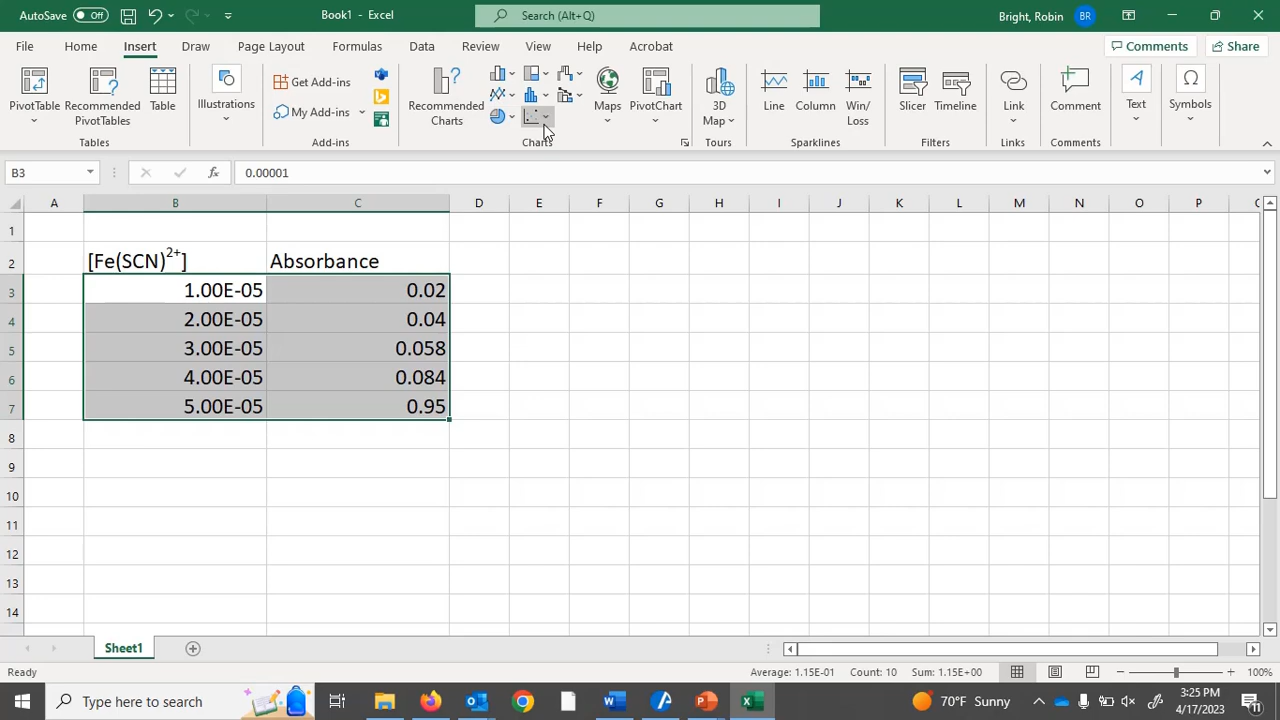 AutoSave Off Book1 - Excel Search (Alt+Q) Bright, Robin BR
File Home Insert Draw Page Layout Formulas Data Review View Help Acrobat Comments Share
PivotTable Recommended PivotTables Table Illustrations Get Add-ins My Add-ins Recommended Charts Maps PivotChart 3D Map Line Column Win/Loss Slicer Timeline Link Comment Text Symbols
Tables Add-ins Charts Tours Sparklines Filters Links Comments
B3 fx 0.00001
A B C D E F G H I J K L M N O P
1
2 [Fe(SCN)²⁺] Absorbance
3 1.00E-05 0.02
4 2.00E-05 0.04
5 3.00E-05 0.058
6 4.00E-05 0.084
7 5.00E-05 0.95
8
9
10
11
12
13
14
Sheet1
Ready Average: 1.15E-01 Count: 10 Sum: 1.15E+00 100%
Type here to search 70°F Sunny 3:25 PM
4/17/2023 11